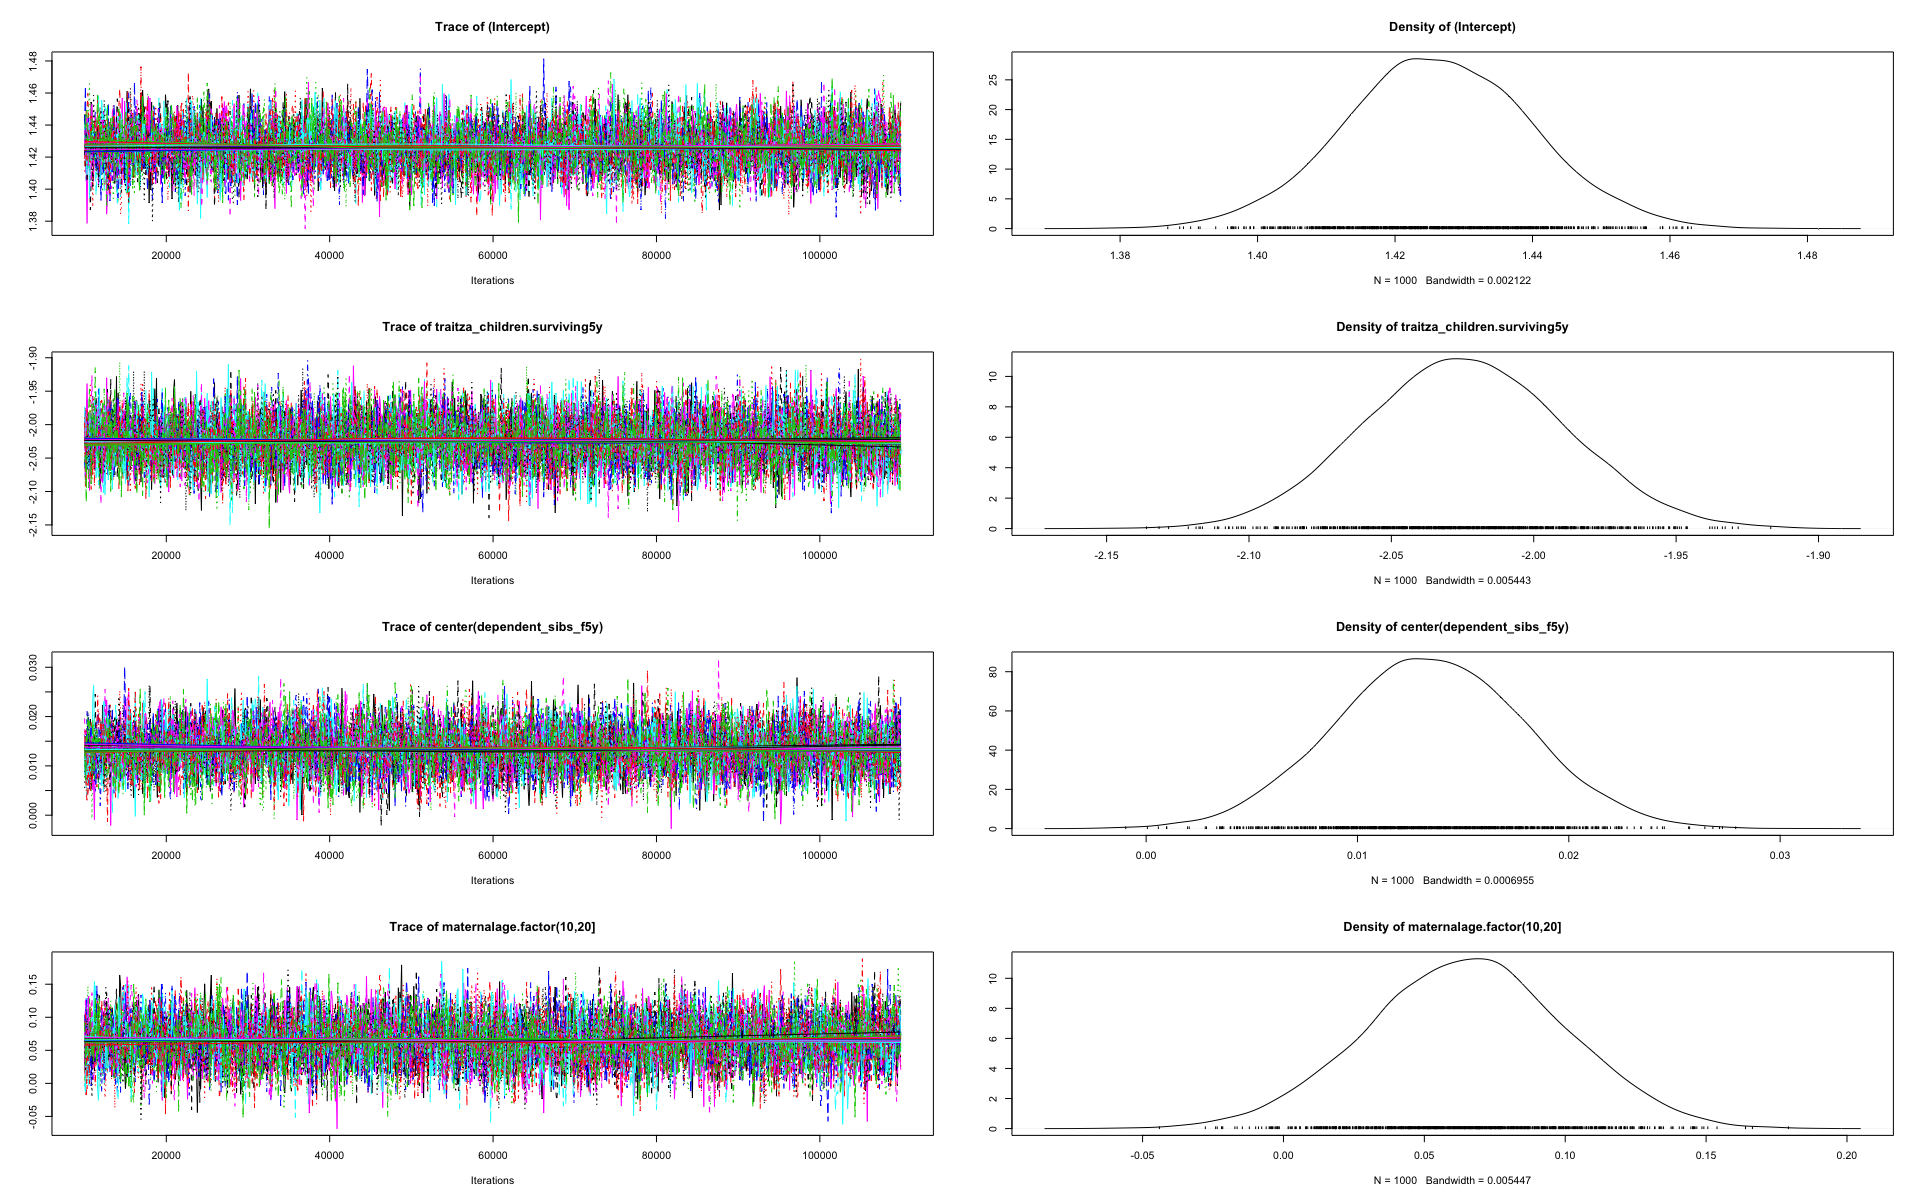 Trace of (Intercept)
1.38 1.40 1.42 1.44 1.46 1.48
20000 40000 60000 80000 100000
Iterations
Density of (Intercept)
0 5 10 15 20 25
1.38 1.40 1.42 1.44 1.46 1.48
N = 1000 Bandwidth = 0.002122
Trace of traitza_children.surviving5y
-2.15 -2.10 -2.05 -2.00 -1.95 -1.90
20000 40000 60000 80000 100000
Iterations
Density of traitza_children.surviving5y
0 2 4 6 8 10
-2.15 -2.10 -2.05 -2.00 -1.95 -1.90
N = 1000 Bandwidth = 0.005443
Trace of center(dependent_sibs_f5y)
0.000 0.010 0.020 0.030
20000 40000 60000 80000 100000
Iterations
Density of center(dependent_sibs_f5y)
0 20 40 60 80
0.00 0.01 0.02 0.03
N = 1000 Bandwidth = 0.0006955
Trace of maternalage.factor(10,20]
-0.05 0.00 0.05 0.10 0.15
20000 40000 60000 80000 100000
Iterations
Density of maternalage.factor(10,20]
0 2 4 6 8 10
-0.05 0.00 0.05 0.10 0.15 0.20
N = 1000 Bandwidth = 0.005447